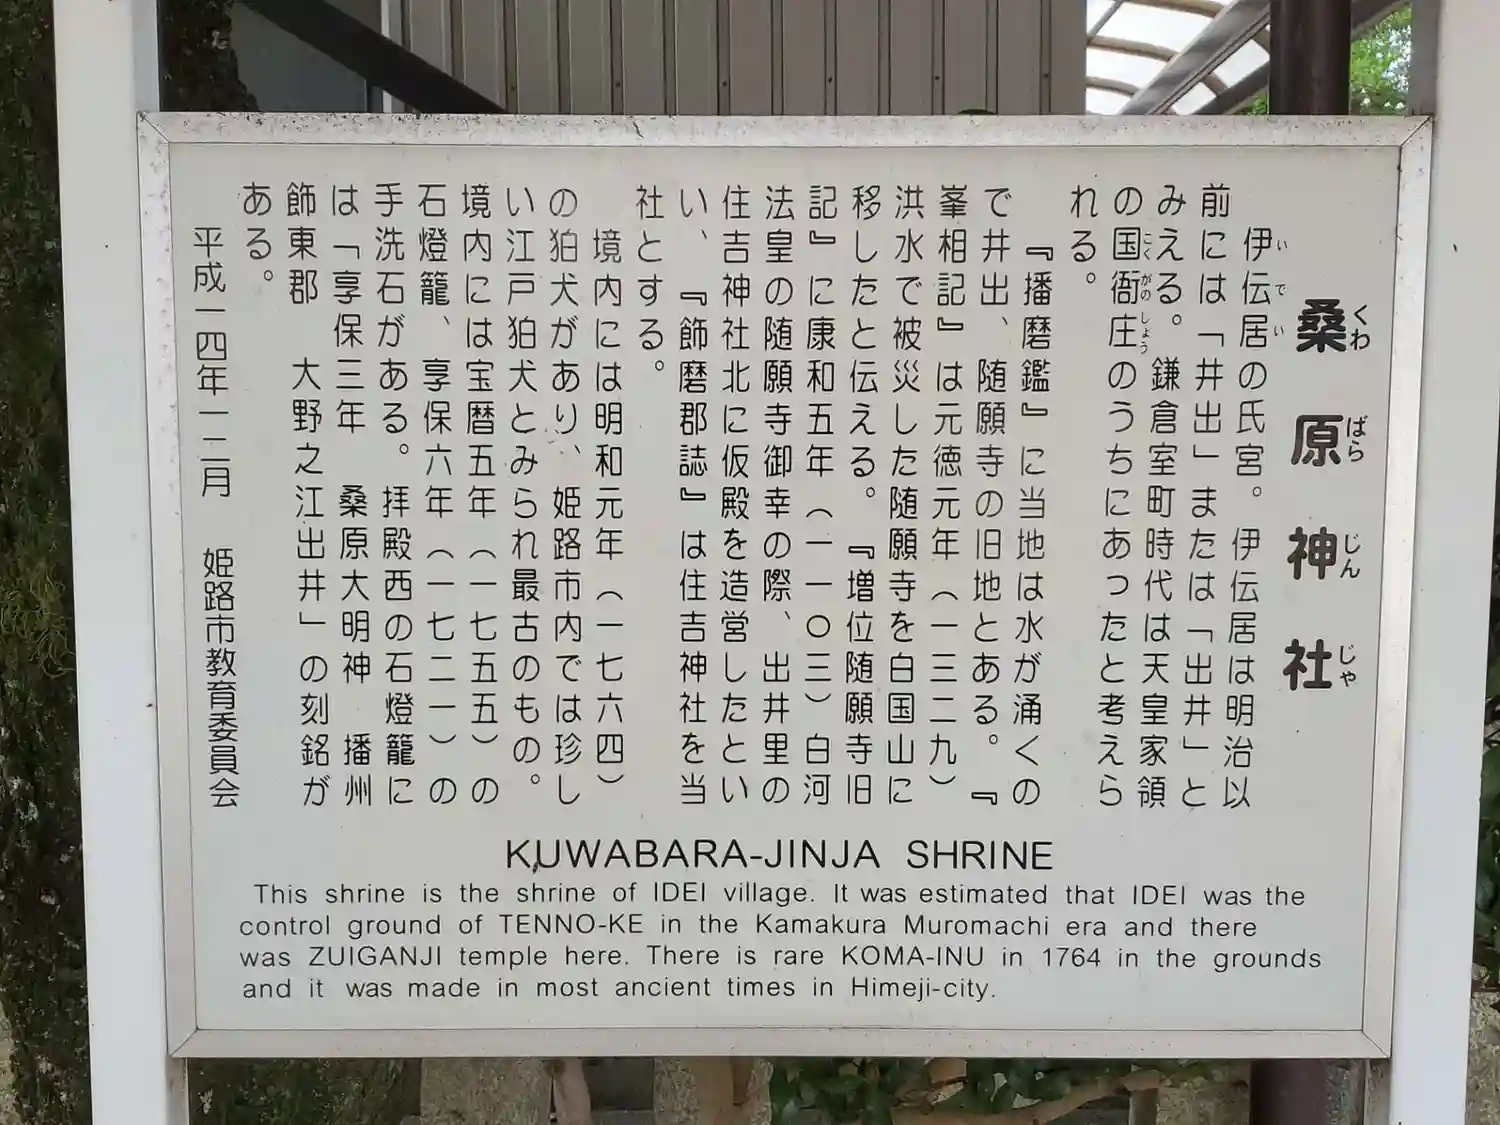 桑原神社
くわばらじんじゃ
伊伝居の氏宮。伊伝居は明治以
いでい
前には「井出」または「出井」と
みえる。鎌倉室町時代は天皇家領
の国衙庄のうちにあったと考えら
こくがのしょう
れる。
『播磨鑑』に当地は水が涌くの
で井出、随願寺の旧地とある。『
峯相記』は元徳元年（一三二九）
洪水で被災した随願寺を白国山に
移したと伝える。『増位随願寺旧
記』に康和五年（一一〇三）白河
法皇の随願寺御幸の際、出井里の
住吉神社北に仮殿を造営したとい
い、『飾磨郡誌』は住吉神社を当
社とする。
境内には明和元年（一七六四）
の狛犬があり、姫路市内では珍し
い江戸狛犬とみられ最古のもの。
境内には宝暦五年（一七五五）の
石燈籠、享保六年（一七二一）の
手洗石がある。拝殿西の石燈籠に
は「享保三年　桑原大明神　播州
飾東郡　大野之江出井」の刻銘が
ある。
平成一四年一二月　姫路市教育委員会
KUWABARA-JINJA SHRINE
This shrine is the shrine of IDEI village. It was estimated that IDEI was the
control ground of TENNO-KE in the Kamakura Muromachi era and there
was ZUIGANJI temple here. There is rare KOMA-INU in 1764 in the grounds
and it was made in most ancient times in Himeji-city.